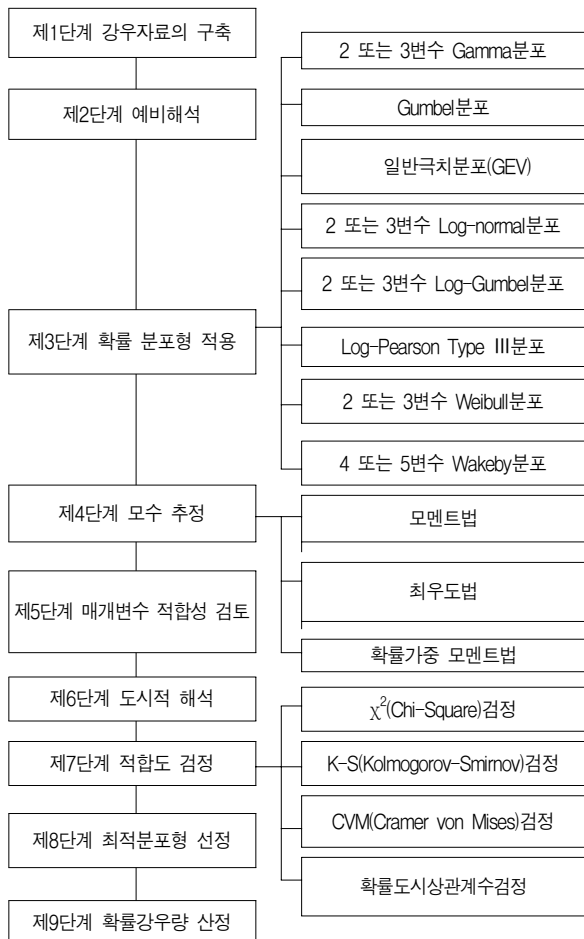 제1단계 강우자료의 구축
제2단계 예비해석
제3단계 확률 분포형 적용
2 또는 3변수 Gamma분포
Gumbel분포
일반극치분포(GEV)
2 또는 3변수 Log-normal분포
2 또는 3변수 Log-Gumbel분포
Log-Pearson Type Ⅲ분포
2 또는 3변수 Weibull분포
4 또는 5변수 Wakeby분포
제4단계 모수 추정
모멘트법
최우도법
확률가중 모멘트법
제5단계 매개변수 적합성 검토
제6단계 도시적 해석
제7단계 적합도 검정
χ²(Chi-Square)검정
K-S(Kolmogorov-Smirnov)검정
CVM(Cramer von Mises)검정
확률도시상관계수검정
제8단계 최적분포형 선정
제9단계 확률강우량 산정